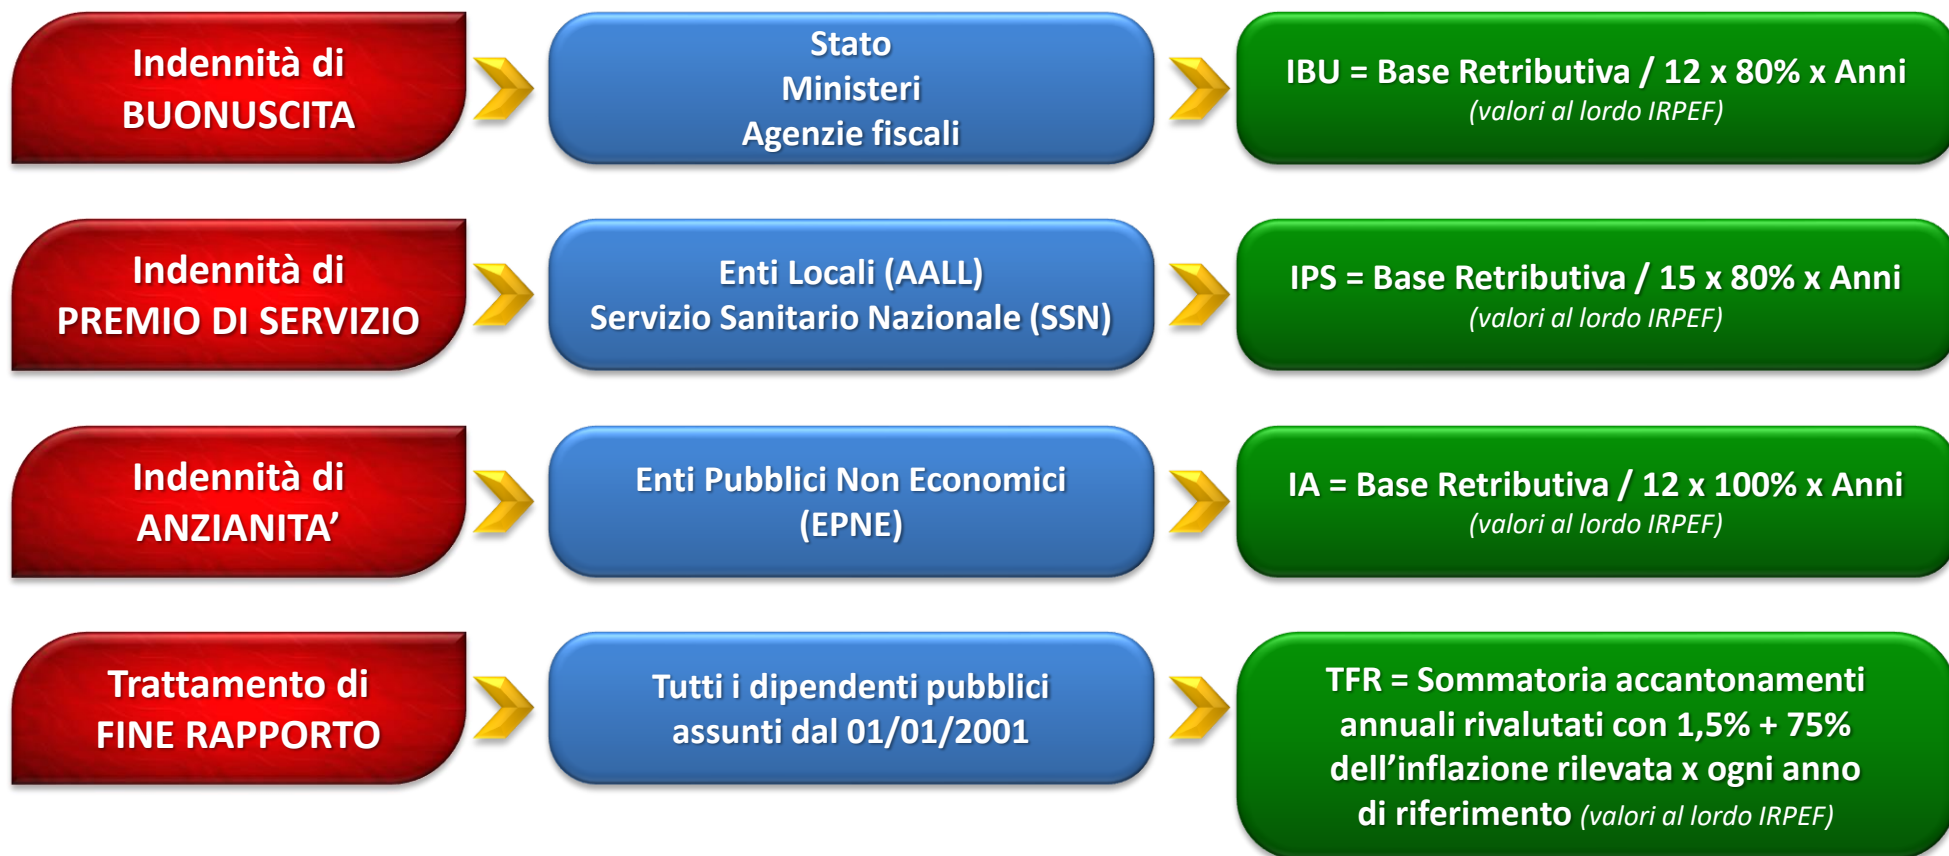 Indennità di
BUONUSCITA
Stato
Ministeri
Agenzie fiscali
IBU = Base Retributiva / 12 x 80% x Anni
(valori al lordo IRPEF)
Indennità di
PREMIO DI SERVIZIO
Enti Locali (AALL)
Servizio Sanitario Nazionale (SSN)
IPS = Base Retributiva / 15 x 80% x Anni
(valori al lordo IRPEF)
Indennità di
ANZIANITA’
Enti Pubblici Non Economici
(EPNE)
IA = Base Retributiva / 12 x 100% x Anni
(valori al lordo IRPEF)
Trattamento di
FINE RAPPORTO
Tutti i dipendenti pubblici
assunti dal 01/01/2001
TFR = Sommatoria accantonamenti
annuali rivalutati con 1,5% + 75%
dell’inflazione rilevata x ogni anno
di riferimento (valori al lordo IRPEF)